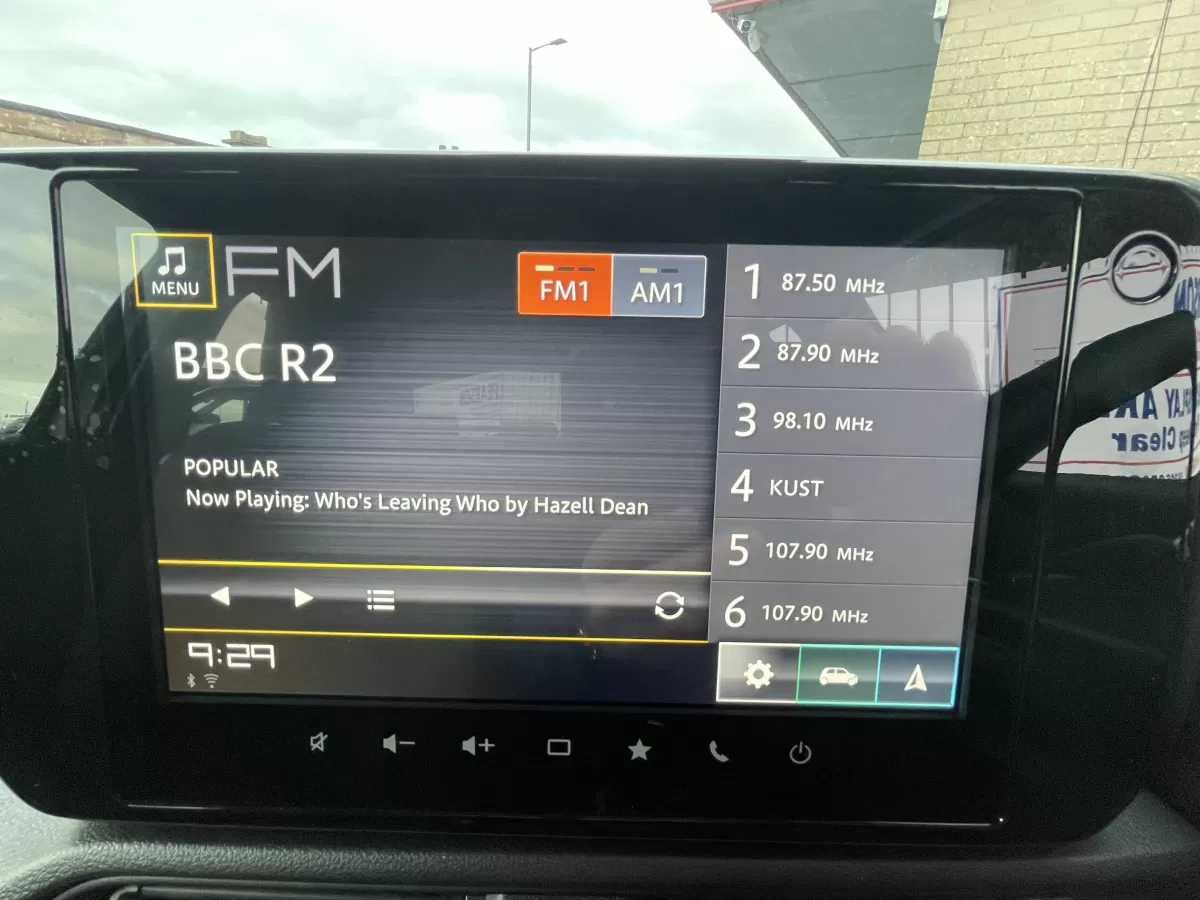 MENU
FM
FM1
AM1
BBC R2
POPULAR
Now Playing: Who's Leaving Who by Hazell Dean
1 87.50 MHz
2 87.90 MHz
3 98.10 MHz
4 KUST
5 107.90 MHz
6 107.90 MHz
9:29
Clear